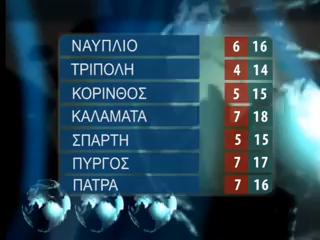 ΝΑΥΠΛΙΟ 6 16
ΤΡΙΠΟΛΗ 4 14
ΚΟΡΙΝΘΟΣ 5 15
ΚΑΛΑΜΑΤΑ 7 18
ΣΠΑΡΤΗ 5 15
ΠΥΡΓΟΣ 7 17
ΠΑΤΡΑ 7 16